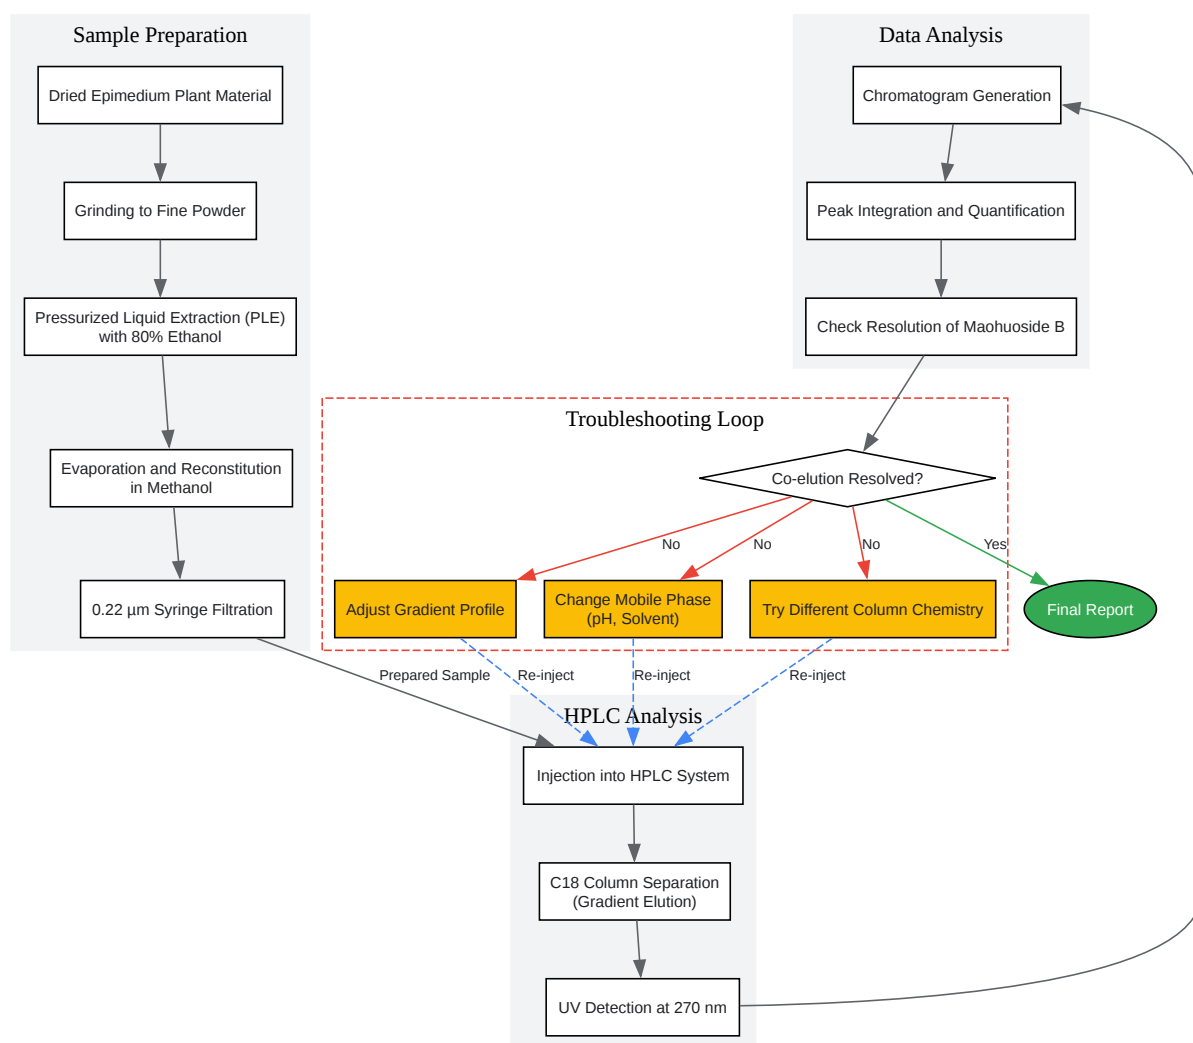 Sample Preparation
Dried Epimedium Plant Material
Grinding to Fine Powder
Pressurized Liquid Extraction (PLE)
with 80% Ethanol
Evaporation and Reconstitution
in Methanol
0.22 µm Syringe Filtration
Prepared Sample
Data Analysis
Chromatogram Generation
Peak Integration and Quantification
Check Resolution of Maohuoside B
Troubleshooting Loop
Co-elution Resolved?
No
No
No
Yes
Adjust Gradient Profile
Change Mobile Phase
(pH, Solvent)
Try Different Column Chemistry
Final Report
Re-inject
Re-inject
Re-inject
HPLC Analysis
Injection into HPLC System
C18 Column Separation
(Gradient Elution)
UV Detection at 270 nm